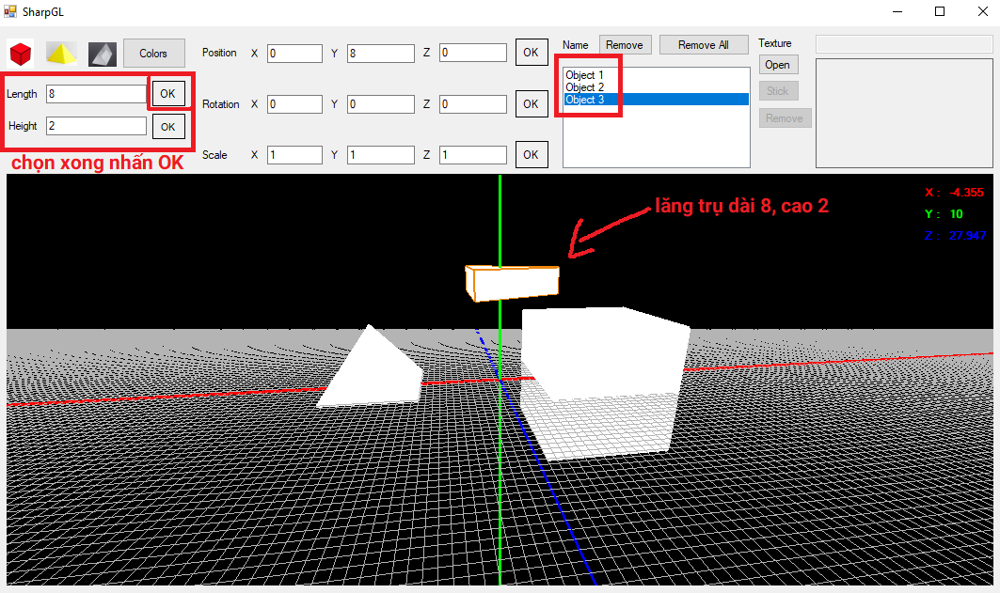 SharpGL
Colors
Position X 0 Y 8 Z 0 OK
Name Remove Remove All
Texture
Open
Stick
Remove
Length 8 OK
Height 2 OK
Rotation X 0 Y 0 Z 0 OK
Scale X 1 Y 1 Z 1 OK
Object 1
Object 2
Object 3
chọn xong nhấn OK
X : -4.355
Y : 10
Z : 27.947
lăng trụ dài 8, cao 2